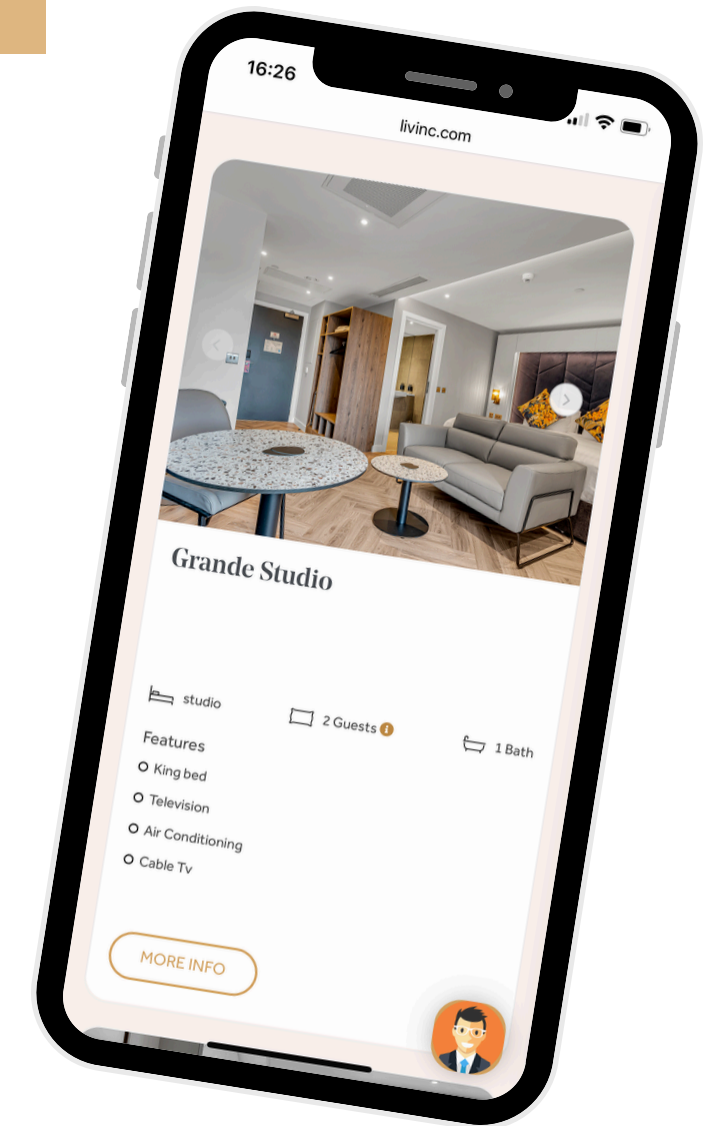 16:26
livinc.com
Grande Studio
studio
2 Guests i
1 Bath
Features
King bed
Television
Air Conditioning
Cable Tv
MORE INFO